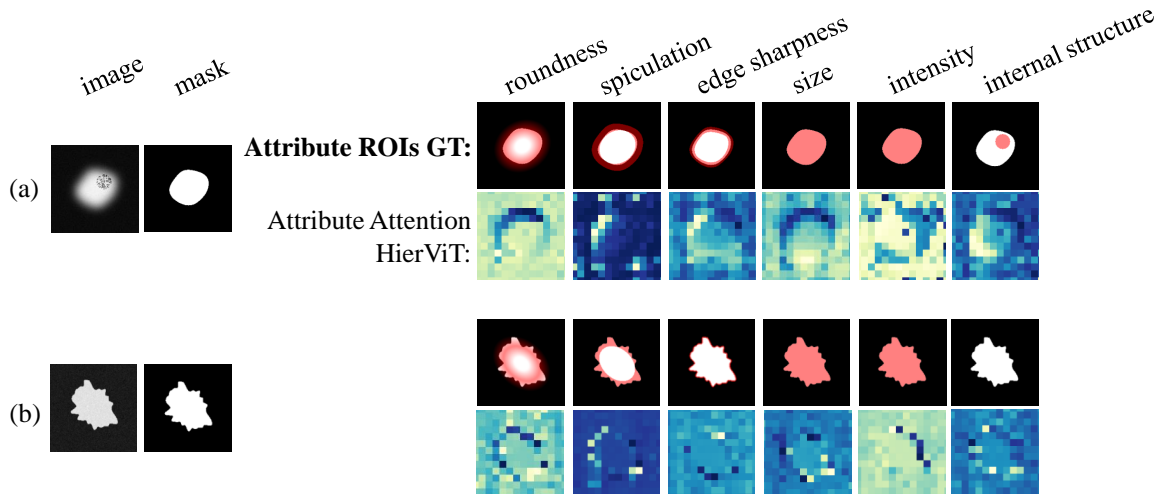 image
mask
roundness
spiculation
edge sharpness
size
intensity
internal structure
(a)
Attribute ROIs GT:
Attribute Attention
HierViT:
(b)